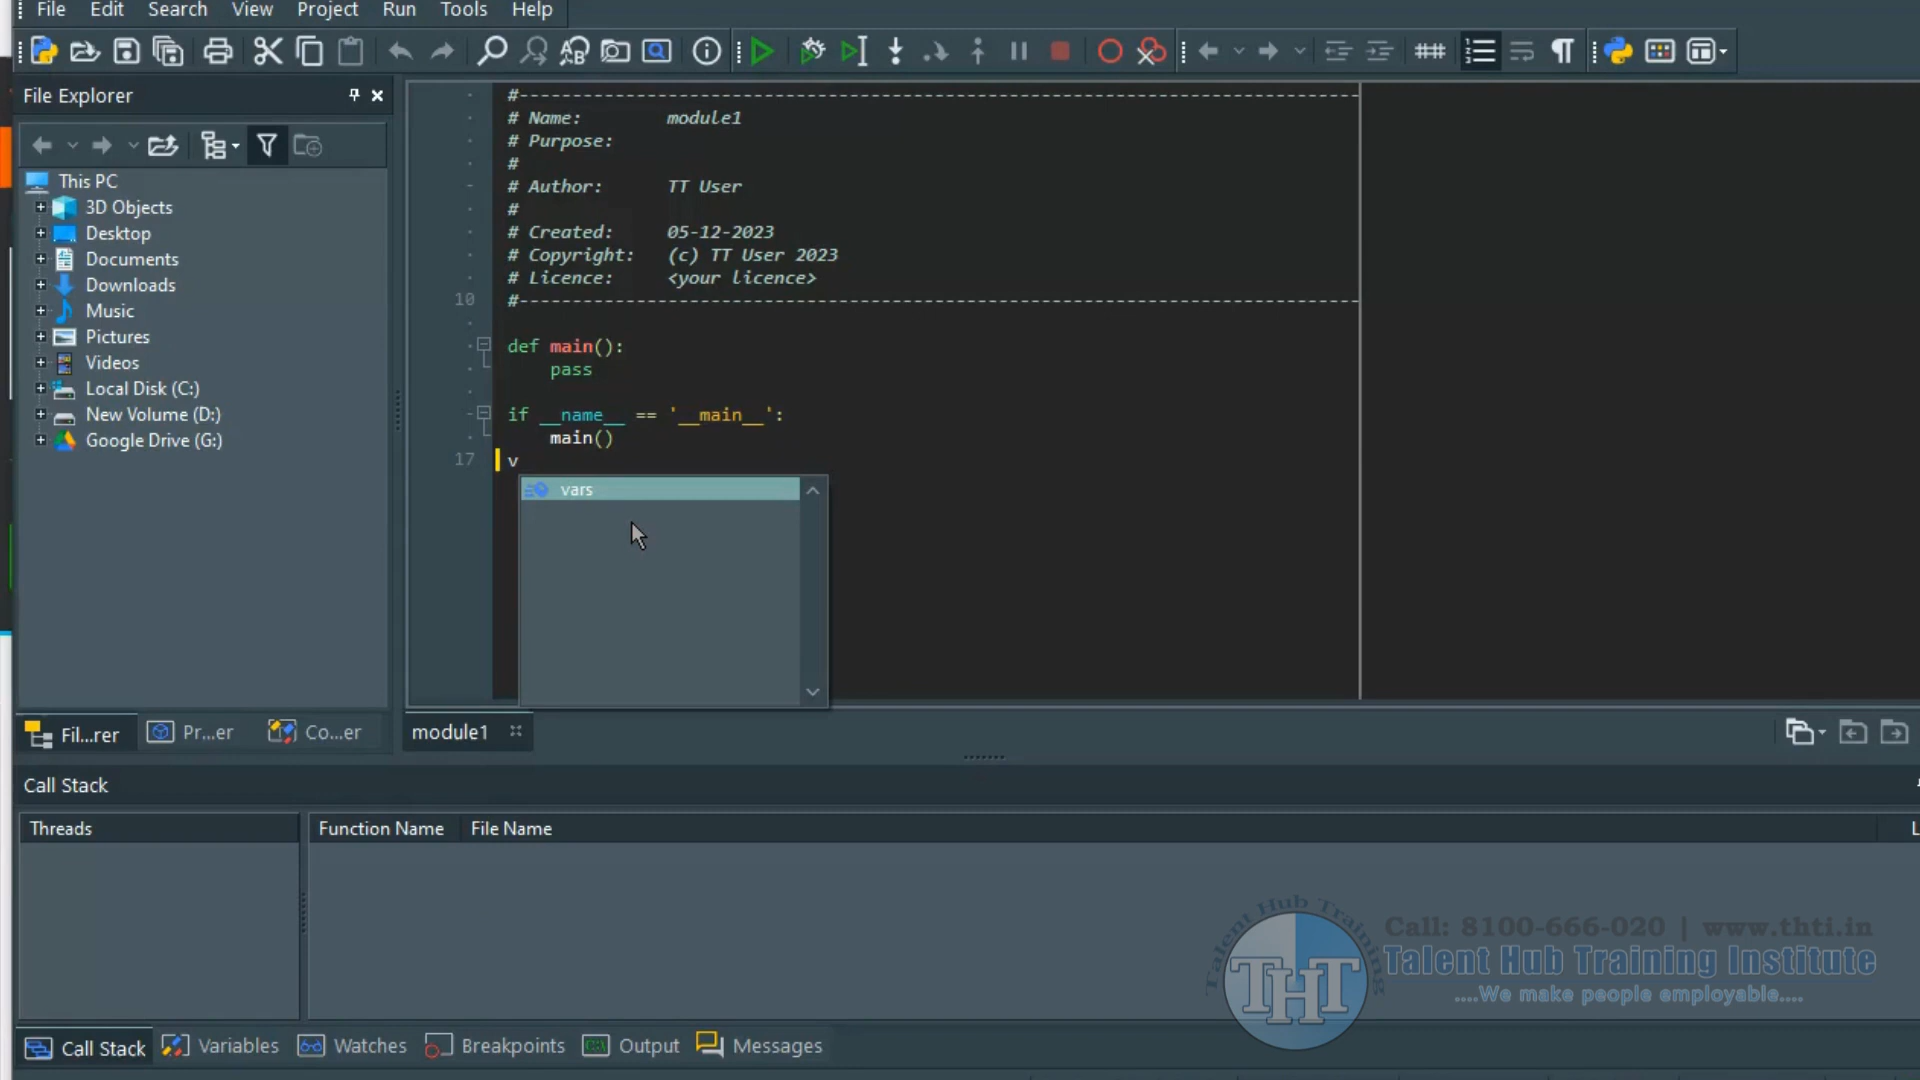 File Edit Search View Project Run Tools Help
File Explorer
This PC
3D Objects
Desktop
Documents
Downloads
Music
Pictures
Videos
Local Disk (C:)
New Volume (D:)
Google Drive (G:)
Fil...rer Pr...er Co...er
#--------------------------------------------------------------------------------
# Name: module1
# Purpose:
#
# Author: TT User
#
# Created: 05-12-2023
# Copyright: (c) TT User 2023
# Licence: <your licence>
10 #--------------------------------------------------------------------------------
def main():
pass
if __name__ == '__main__':
main()
17 v
vars
module1
Call Stack
Threads Function Name File Name L
Talent Hub Training
THT
Call: 8100-666-020 | www.thti.in
Talent Hub Training Institute
....We make people employable....
Call Stack Variables Watches Breakpoints Output Messages